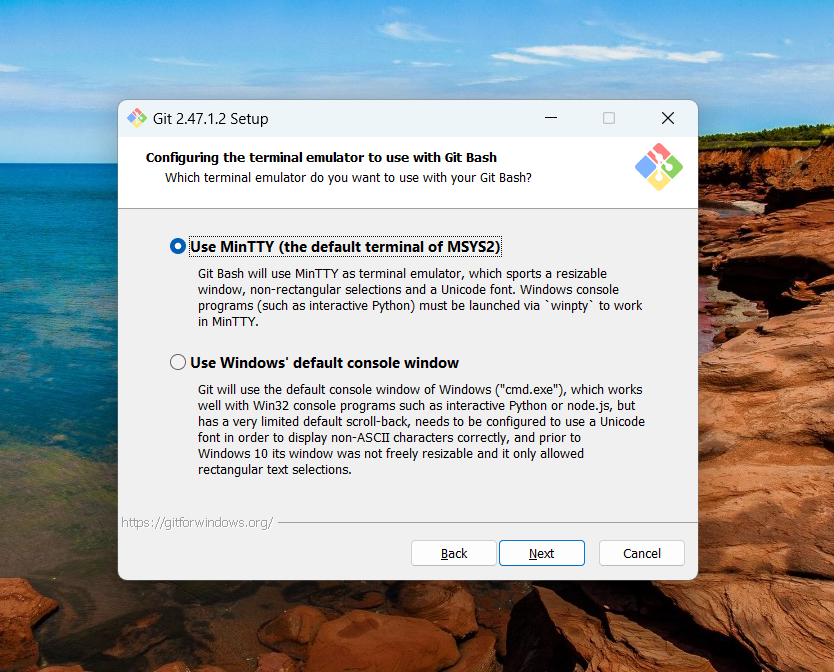 Git 2.47.1.2 Setup
Configuring the terminal emulator to use with Git Bash
Which terminal emulator do you want to use with your Git Bash?
Use MinTTY (the default terminal of MSYS2)
Git Bash will use MinTTY as terminal emulator, which sports a resizable
window, non-rectangular selections and a Unicode font. Windows console
programs (such as interactive Python) must be launched via `winpty` to work
in MinTTY.
Use Windows' default console window
Git will use the default console window of Windows ("cmd.exe"), which works
well with Win32 console programs such as interactive Python or node.js, but
has a very limited default scroll-back, needs to be configured to use a Unicode
font in order to display non-ASCII characters correctly, and prior to
Windows 10 its window was not freely resizable and it only allowed
rectangular text selections.
https://gitforwindows.org/
Back Next Cancel